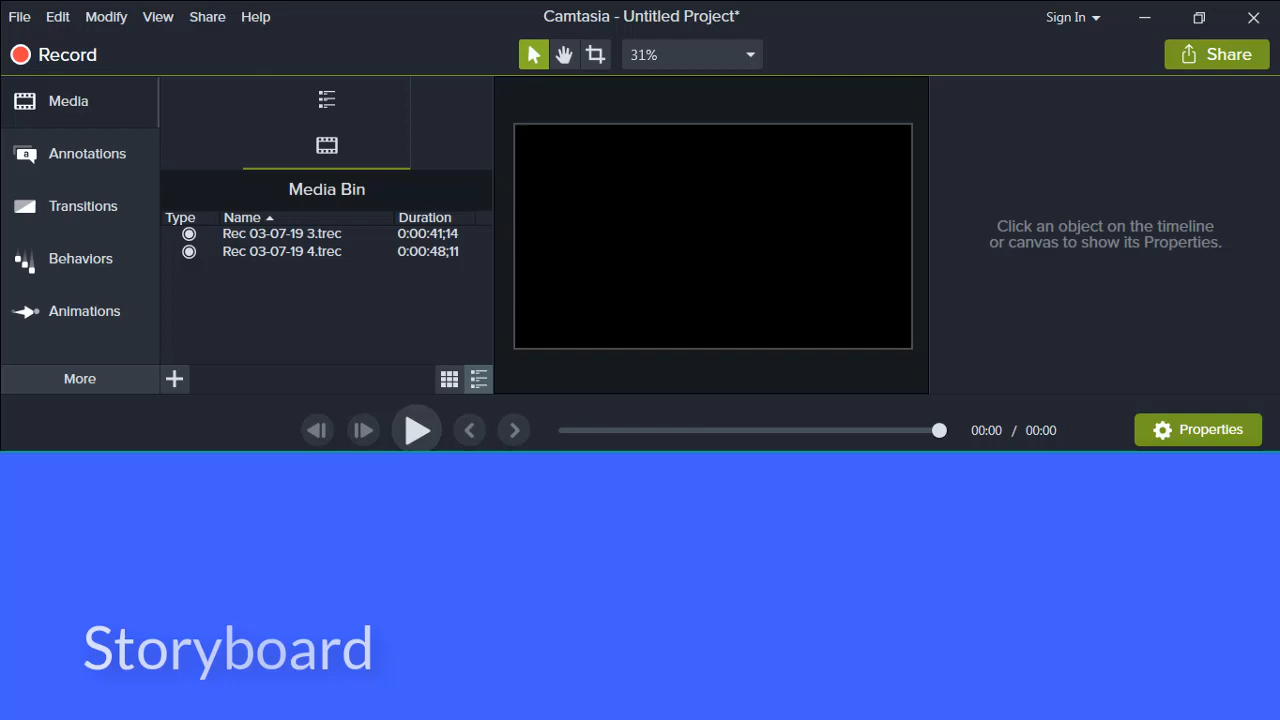 File Edit Modify View Share Help
Camtasia - Untitled Project*
Sign In
Record
31%
Share
Media
Annotations
Transitions
Behaviors
Animations
More
Media Bin
Type Name Duration
Rec 03-07-19 3.trec 0:00:41;14
Rec 03-07-19 4.trec 0:00:48;11
Click an object on the timeline
or canvas to show its Properties.
00:00 / 00:00
Properties
Storyboard